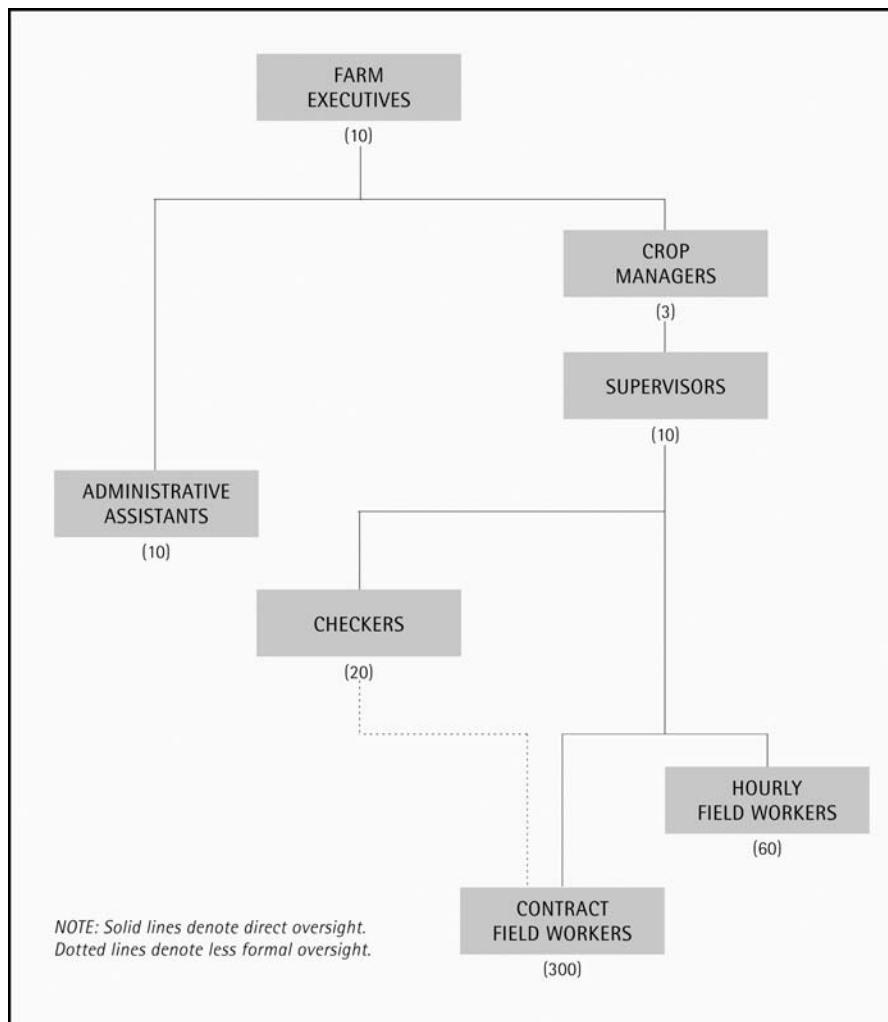 FARM
EXECUTIVES
(10)
CROP
MANAGERS
(3)
SUPERVISORS
(10)
ADMINISTRATIVE
ASSISTANTS
(10)
CHECKERS
(20)
HOURLY
FIELD WORKERS
(60)
CONTRACT
FIELD WORKERS
(300)
NOTE: Solid lines denote direct oversight.
Dotted lines denote less formal oversight.